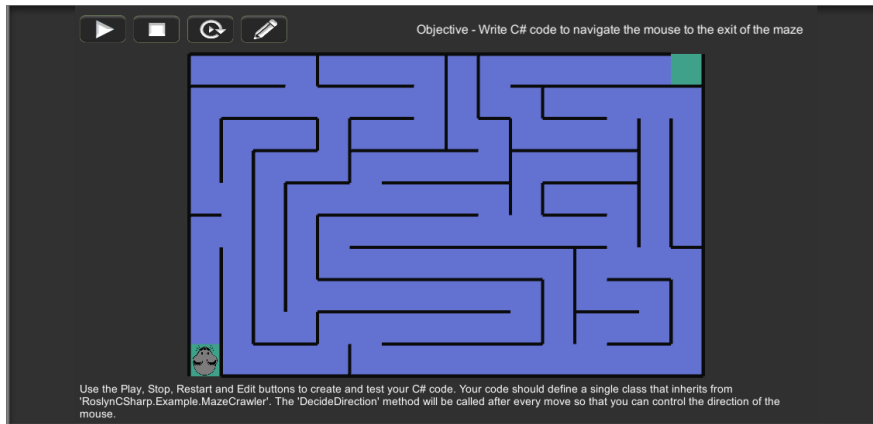 Objective - Write C# code to navigate the mouse to the exit of the maze
Use the Play, Stop, Restart and Edit buttons to create and test your C# code. Your code should define a single class that inherits from
'RoslynCSharp.Example.MazeCrawler'. The 'DecideDirection' method will be called after every move so that you can control the direction of the
mouse.